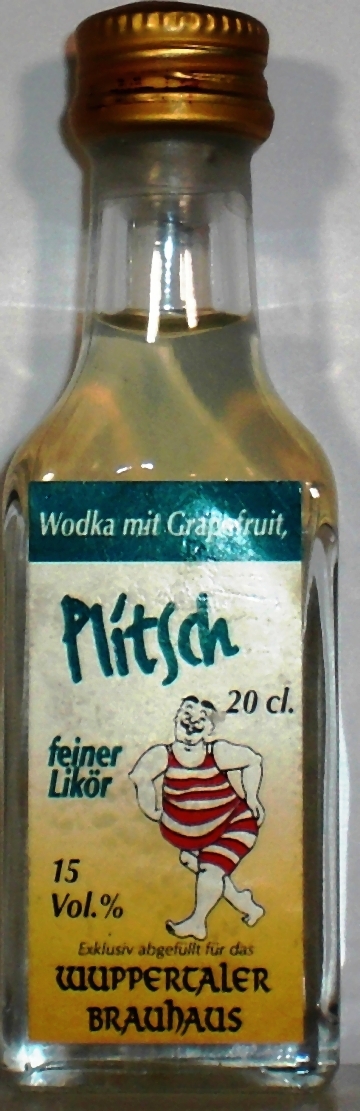 Wodka mit Grapefruit,
Plitsch
20 cl.
feiner
Likör
15
Vol.%
Exklusiv abgefüllt für das
WUPPERTALER
BRAUHAUS